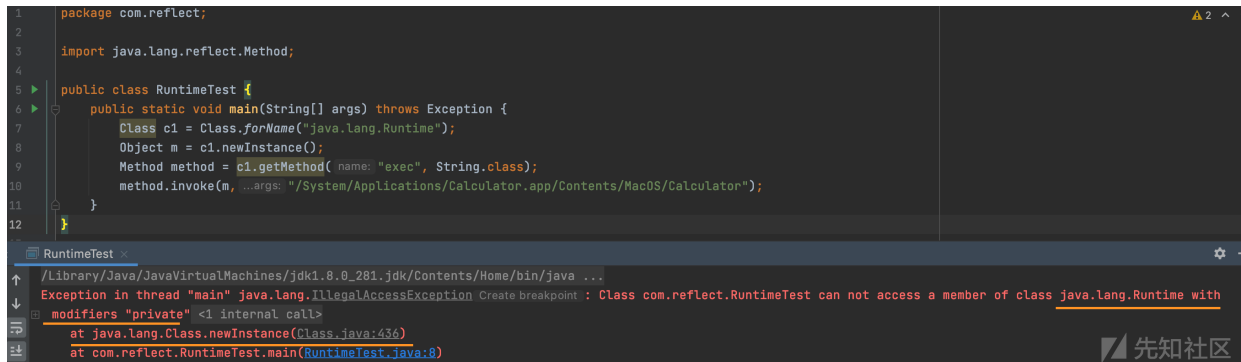 1 package com.reflect;
2
3 import java.lang.reflect.Method;
4
5 public class RuntimeTest {
6 public static void main(String[] args) throws Exception {
7 Class c1 = Class.forName("java.lang.Runtime");
8 Object m = c1.newInstance();
9 Method method = c1.getMethod( name: "exec", String.class);
10 method.invoke(m, ...args: "/System/Applications/Calculator.app/Contents/MacOS/Calculator");
11 }
12 }
2
RuntimeTest
/Library/Java/JavaVirtualMachines/jdk1.8.0_281.jdk/Contents/Home/bin/java ...
Exception in thread "main" java.lang.IllegalAccessException Create breakpoint : Class com.reflect.RuntimeTest can not access a member of class java.lang.Runtime with
modifiers "private" <1 internal call>
at java.lang.Class.newInstance(Class.java:436)
at com.reflect.RuntimeTest.main(RuntimeTest.java:8)
先知社区